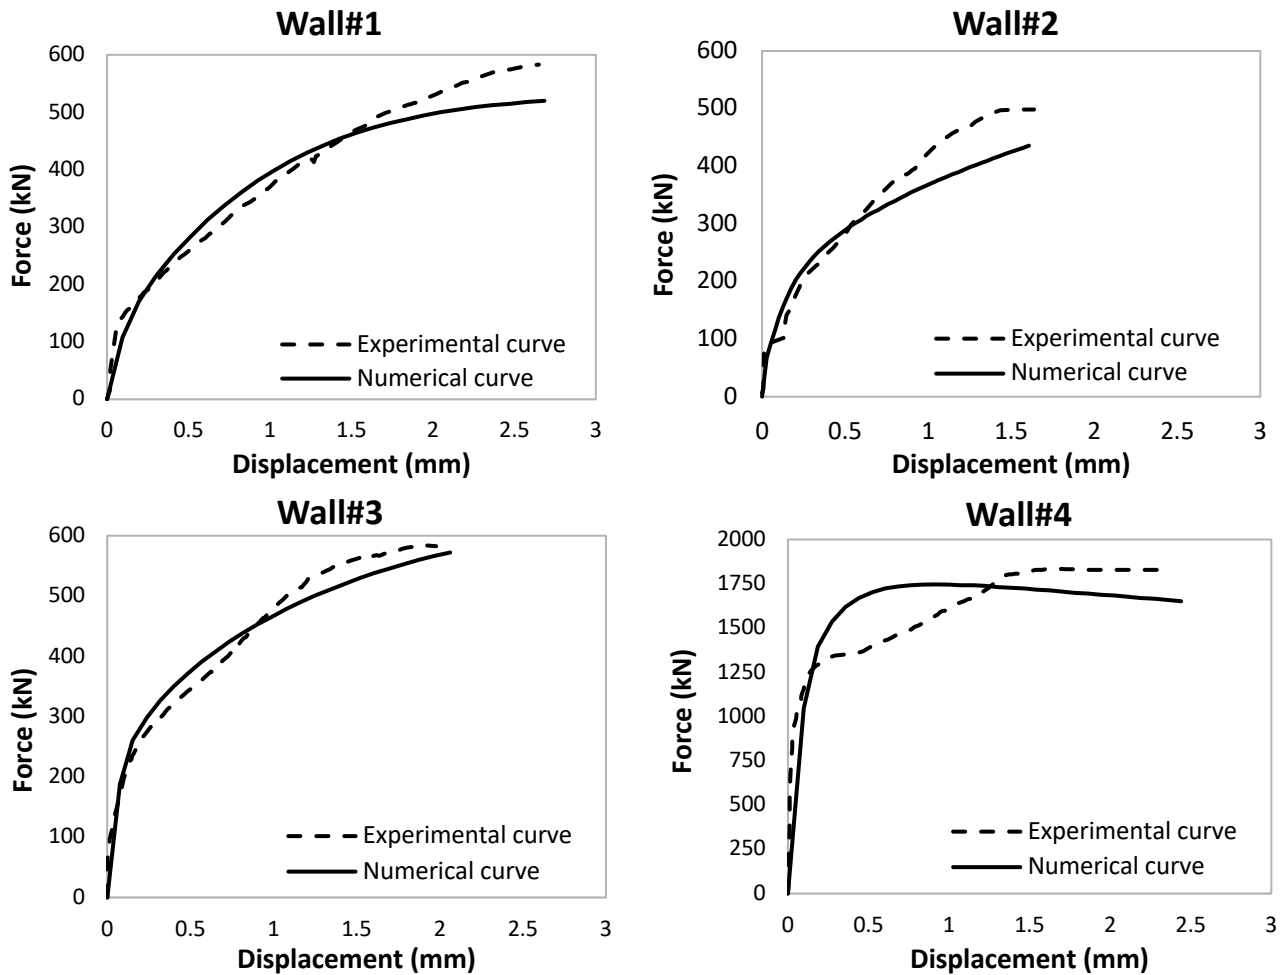 Wall#1
600
500
400
300
200
100
0
Force (kN)
Experimental curve
Numerical curve
0 0.5 1 1.5 2 2.5 3
Displacement (mm)
Wall#2
600
500
400
300
200
100
0
Force (kN)
Experimental curve
Numerical curve
0 0.5 1 1.5 2 2.5 3
Displacement (mm)
Wall#3
600
500
400
300
200
100
0
Force (kN)
Experimental curve
Numerical curve
0 0.5 1 1.5 2 2.5 3
Displacement (mm)
Wall#4
2000
1750
1500
1250
1000
750
500
250
0
Force (kN)
Experimental curve
Numerical curve
0 0.5 1 1.5 2 2.5 3
Displacement (mm)